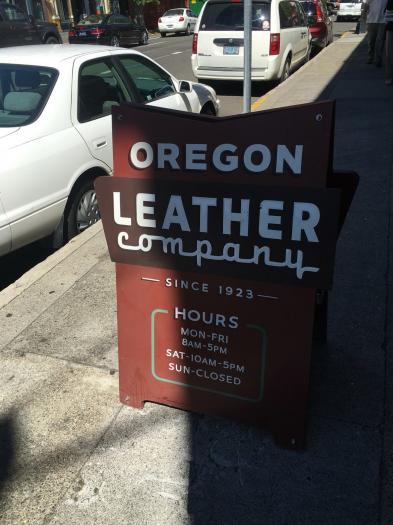 OREGON
LEATHER
company
— SINCE 1923 —
HOURS
MON-FRI
8AM-5PM
SAT-10AM-5PM
SUN-CLOSED